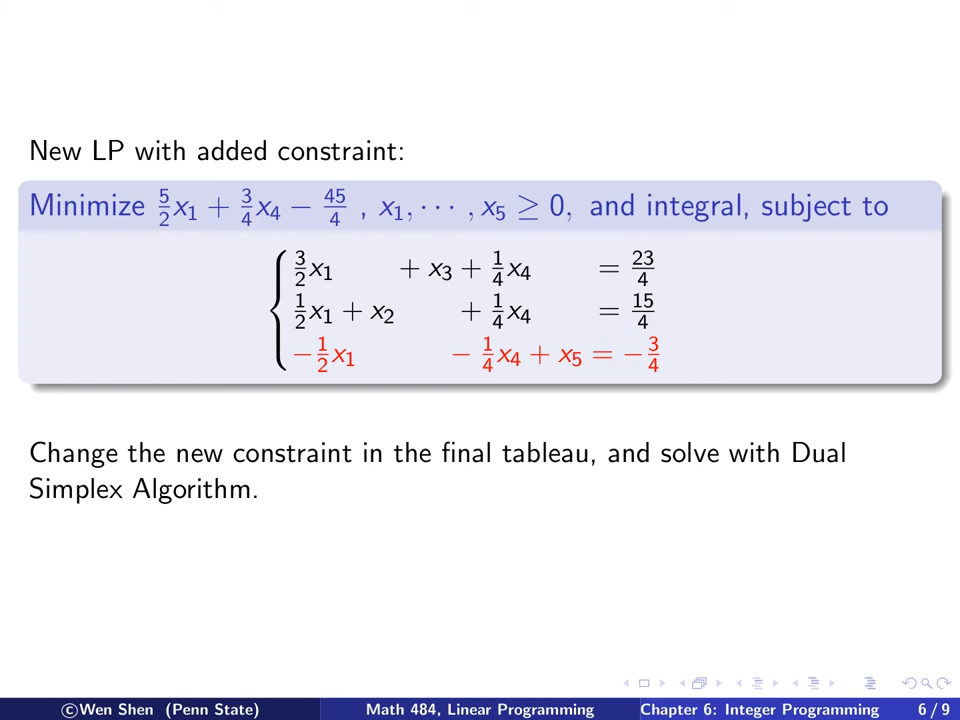 New LP with added constraint:
Minimize 5/2 x₁ + 3/4 x₄ − 45/4 , x₁, ⋯ , x₅ ≥ 0, and integral, subject to
3/2 x₁ + x₃ + 1/4 x₄ = 23/4
1/2 x₁ + x₂ + 1/4 x₄ = 15/4
− 1/2 x₁ − 1/4 x₄ + x₅ = − 3/4
Change the new constraint in the final tableau, and solve with Dual
Simplex Algorithm.
©Wen Shen (Penn State) Math 484, Linear Programming Chapter 6: Integer Programming 6 / 9